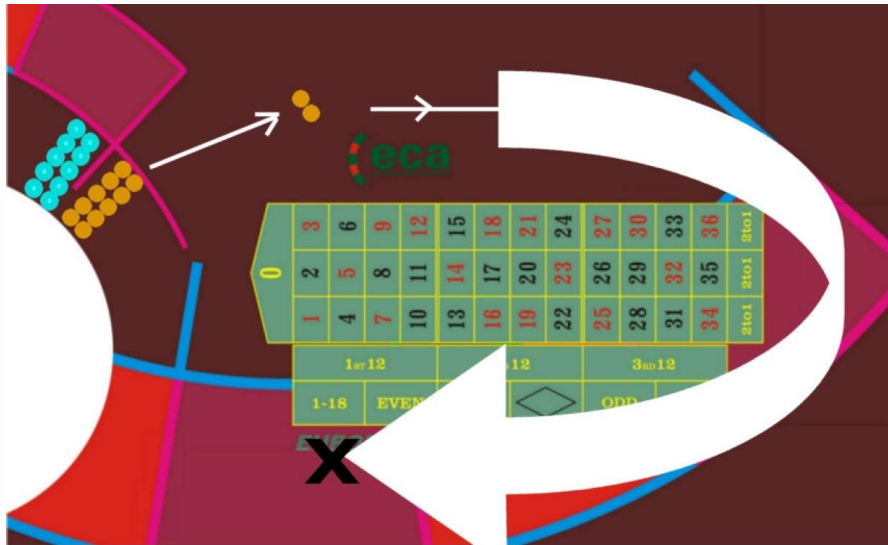 eca
3 6 9 12 15 18 21 24 27 30 33 36 2to1
0 2 5 8 11 14 17 20 23 26 29 32 35 2to1
1 4 7 10 13 16 19 22 25 28 31 34 2to1
1ST12 12 3RD12
1-18 EVEN ODD
X